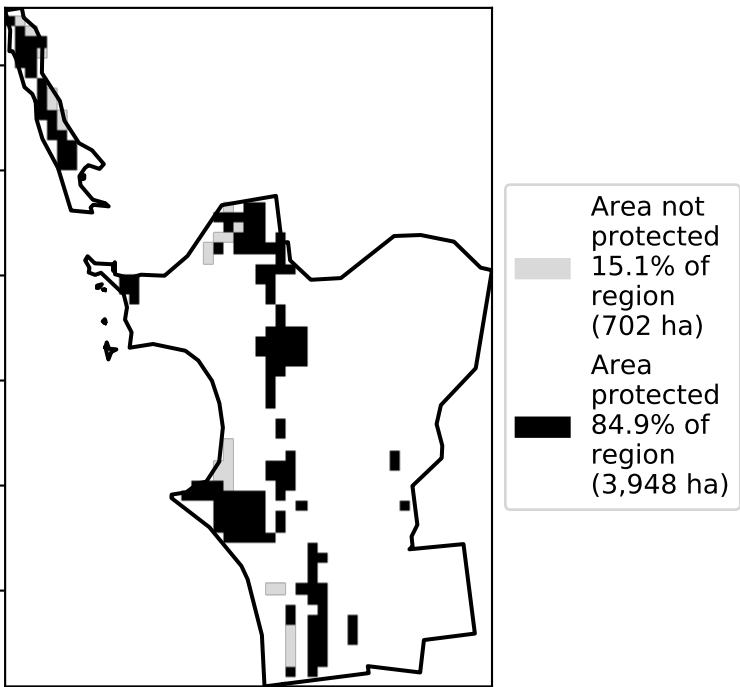 Area not
protected
15.1% of
region
(702 ha)
Area
protected
84.9% of
region
(3,948 ha)